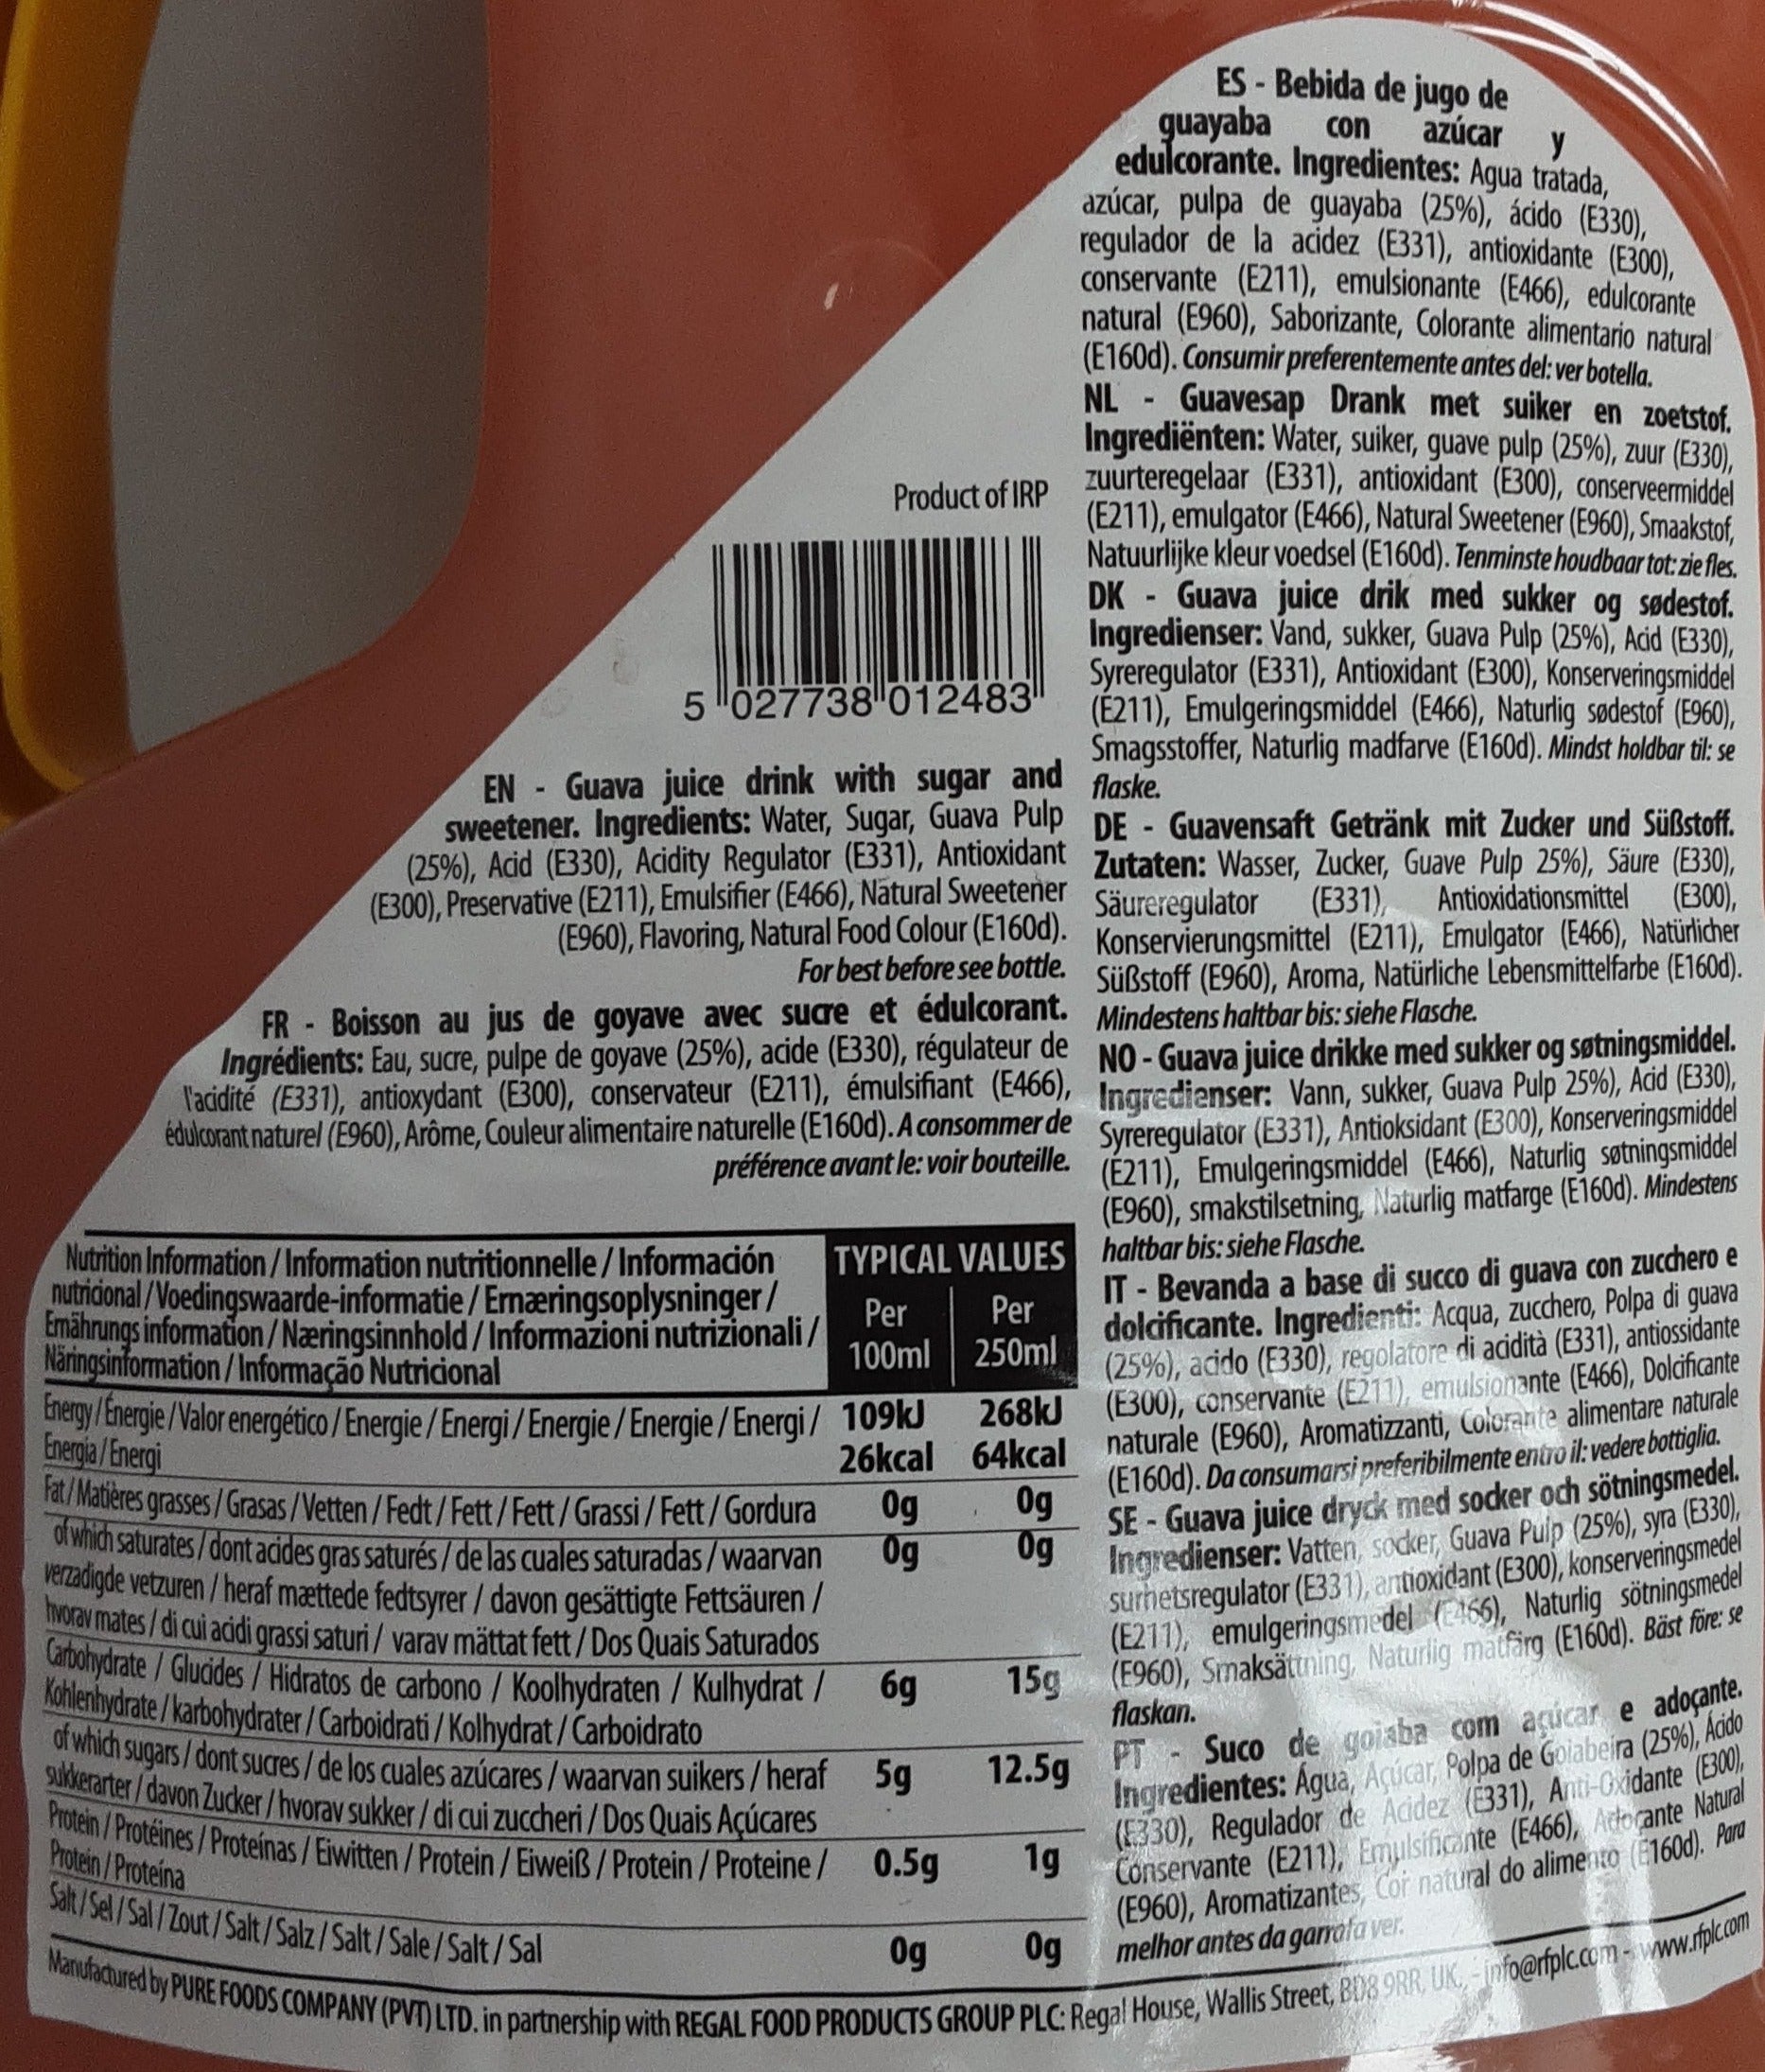 Product of IRP
5 027738 012483
EN - Guava juice drink with sugar and
sweetener. Ingredients: Water, Sugar, Guava Pulp
(25%), Acid (E330), Acidity Regulator (E331), Antioxidant
(E300), Preservative (E211), Emulsifier (E466), Natural Sweetener
(E960), Flavoring, Natural Food Colour (E160d).
For best before see bottle.
FR - Boisson au jus de goyave avec sucre et édulcorant.
Ingrédients: Eau, sucre, pulpe de goyave (25%), acide (E330), régulateur de
l'acidité (E331), antioxydant (E300), conservateur (E211), émulsifiant (E466),
édulcorant naturel (E960), Arôme, Couleur alimentaire naturelle (E160d). A consommer de
préférence avant le: voir bouteille.
Nutrition Information / Information nutritionnelle / Información
nutricional / Voedingswaarde-informatie / Ernæringsoplysninger /
Ernährungs information / Næringsinnhold / Informazioni nutrizionali /
Näringsinformation / Informação Nutricional
TYPICAL VALUES
Per 100ml
Per 250ml
Energy / Énergie / Valor energético / Energie / Energi / Energie / Energie / Energi / 109kJ 268kJ
Energia / Energi 26kcal 64kcal
Fat / Matières grasses / Grasas / Vetten / Fedt / Fett / Fett / Grassi / Fett / Gordura 0g 0g
of which saturates / dont acides gras saturés / de las cuales saturadas / waarvan 0g 0g
verzadigde vetzuren / heraf mættede fedtsyrer / davon gesättigte Fettsäuren /
hvorav mates / di cui acidi grassi saturi / varav mättat fett / Dos Quais Saturados
Carbohydrate / Glucides / Hidratos de carbono / Koolhydraten / Kulhydrat / 6g 15g
Kohlenhydrate / karbohydrater / Carboidrati / Kolhydrat / Carboidrato
of which sugars / dont sucres / de los cuales azúcares / waarvan suikers / heraf 5g 12.5g
sukkerarter / davon Zucker / hvorav sukker / di cui zuccheri / Dos Quais Açúcares
Protein / Protéines / Proteínas / Eiwitten / Protein / Eiweiß / Protein / Proteine / 0.5g 1g
Protein / Proteína
Salt / Sel / Sal / Zout / Salt / Salz / Salt / Sale / Salt / Sal 0g 0g
ES - Bebida de jugo de
guayaba con azúcar y
edulcorante. Ingredientes: Agua tratada,
azúcar, pulpa de guayaba (25%), ácido (E330),
regulador de la acidez (E331), antioxidante (E300),
conservante (E211), emulsionante (E466), edulcorante
natural (E960), Saborizante, Colorante alimentario natural
(E160d). Consumir preferentemente antes del: ver botella.
NL - Guavesap Drank met suiker en zoetstof.
Ingrediënten: Water, suiker, guave pulp (25%), zuur (E330),
zuurteregelaar (E331), antioxidant (E300), conserveermiddel
(E211), emulgator (E466), Natural Sweetener (E960), Smaakstof,
Natuurlijke kleur voedsel (E160d). Tenminste houdbaar tot: zie fles.
DK - Guava juice drik med sukker og sødestof.
Ingredienser: Vand, sukker, Guava Pulp (25%), Acid (E330),
Syreregulator (E331), Antioxidant (E300), Konserveringsmiddel
(E211), Emulgeringsmiddel (E466), Naturlig sødestof (E960),
Smagsstoffer, Naturlig madfarve (E160d). Mindst holdbar til: se
flaske.
DE - Guavensaft Getränk mit Zucker und Süßstoff.
Zutaten: Wasser, Zucker, Guave Pulp 25%), Säure (E330),
Säureregulator (E331), Antioxidationsmittel (E300),
Konservierungsmittel (E211), Emulgator (E466), Natürlicher
Süßstoff (E960), Aroma, Natürliche Lebensmittelfarbe (E160d).
Mindestens haltbar bis: siehe Flasche.
NO - Guava juice drikke med sukker og søtningsmiddel.
Ingredienser: Vann, sukker, Guava Pulp 25%), Acid (E330),
Syreregulator (E331), Antioksidant (E300), Konserveringsmiddel
(E211), Emulgeringsmiddel (E466), Naturlig søtningsmiddel
(E960), smakstilsetning, Naturlig matfarge (E160d). Mindestens
haltbar bis: siehe Flasche.
IT - Bevanda a base di succo di guava con zucchero e
dolcificante. Ingredienti: Acqua, zucchero, Polpa di guava
(25%), acido (E330), regolatore di acidità (E331), antiossidante
(E300), conservante (E211), emulsionante (E466), Dolcificante
naturale (E960), Aromatizzanti, Colorante alimentare naturale
(E160d). Da consumarsi preferibilmente entro il: vedere bottiglia.
SE - Guava juice dryck med socker och sötningsmedel.
Ingredienser: Vatten, socker, Guava Pulp (25%), syra (E330),
surhetsregulator (E331), antioxidant (E300), konserveringsmedel
(E211), emulgeringsmedel (E466), Naturlig sötningsmedel
(E960), Smaksättning, Naturlig matfärg (E160d). Bäst före: se
flaskan.
PT - Suco de goiaba com açúcar e adoçante.
Ingredientes: Água, Açúcar, Polpa de Goiabeira (25%), Ácido
(E330), Regulador de Acidez (E331), Anti-Oxidante (E300),
Conservante (E211), Emulsificante (E466), Adoçante Natural
(E960), Aromatizantes, Cor natural do alimento (E160d). Para
melhor antes da garrafa ver.
Manufactured by PURE FOODS COMPANY (PVT) LTD. in partnership with REGAL FOOD PRODUCTS GROUP PLC: Regal House, Wallis Street, BD8 9RR, UK., - info@rfplc.com - www.rfplc.com